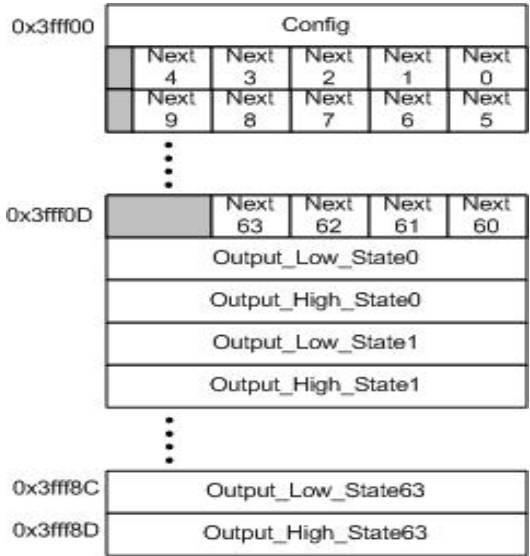 0x3fff00 Config
Next 4 Next 3 Next 2 Next 1 Next 0
Next 9 Next 8 Next 7 Next 6 Next 5
0x3fff0D Next 63 Next 62 Next 61 Next 60
Output_Low_State0
Output_High_State0
Output_Low_State1
Output_High_State1
0x3fff8C Output_Low_State63
0x3fff8D Output_High_State63